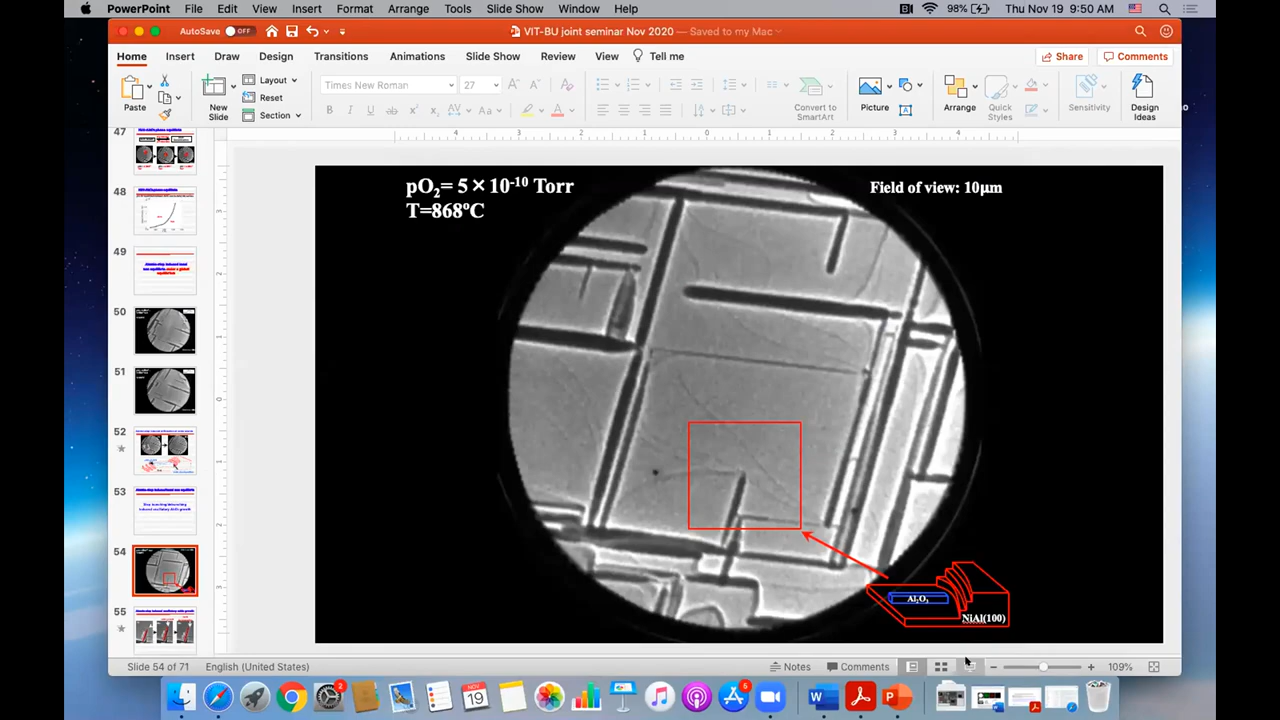 PowerPoint File Edit View Insert Format Arrange Tools Slide Show Window Help 98% Thu Nov 19 9:50 AM
AutoSave OFF VIT-BU joint seminar Nov 2020 — Saved to my Mac
Home Insert Draw Design Transitions Animations Slide Show Review View Tell me Share Comments
Paste New Slide Layout Reset Section Times New Roman 27 Convert to SmartArt Picture Arrange Quick Styles Sensitivity Design Ideas
47
48
49
50
51
52
53
54
55
pO₂= 5×10⁻¹⁰ Torr
T=868ºC
Field of view: 10μm
Al₂O₃
NiAl(100)
Slide 54 of 71 English (United States) Notes Comments 109%
2
NOV
19
5